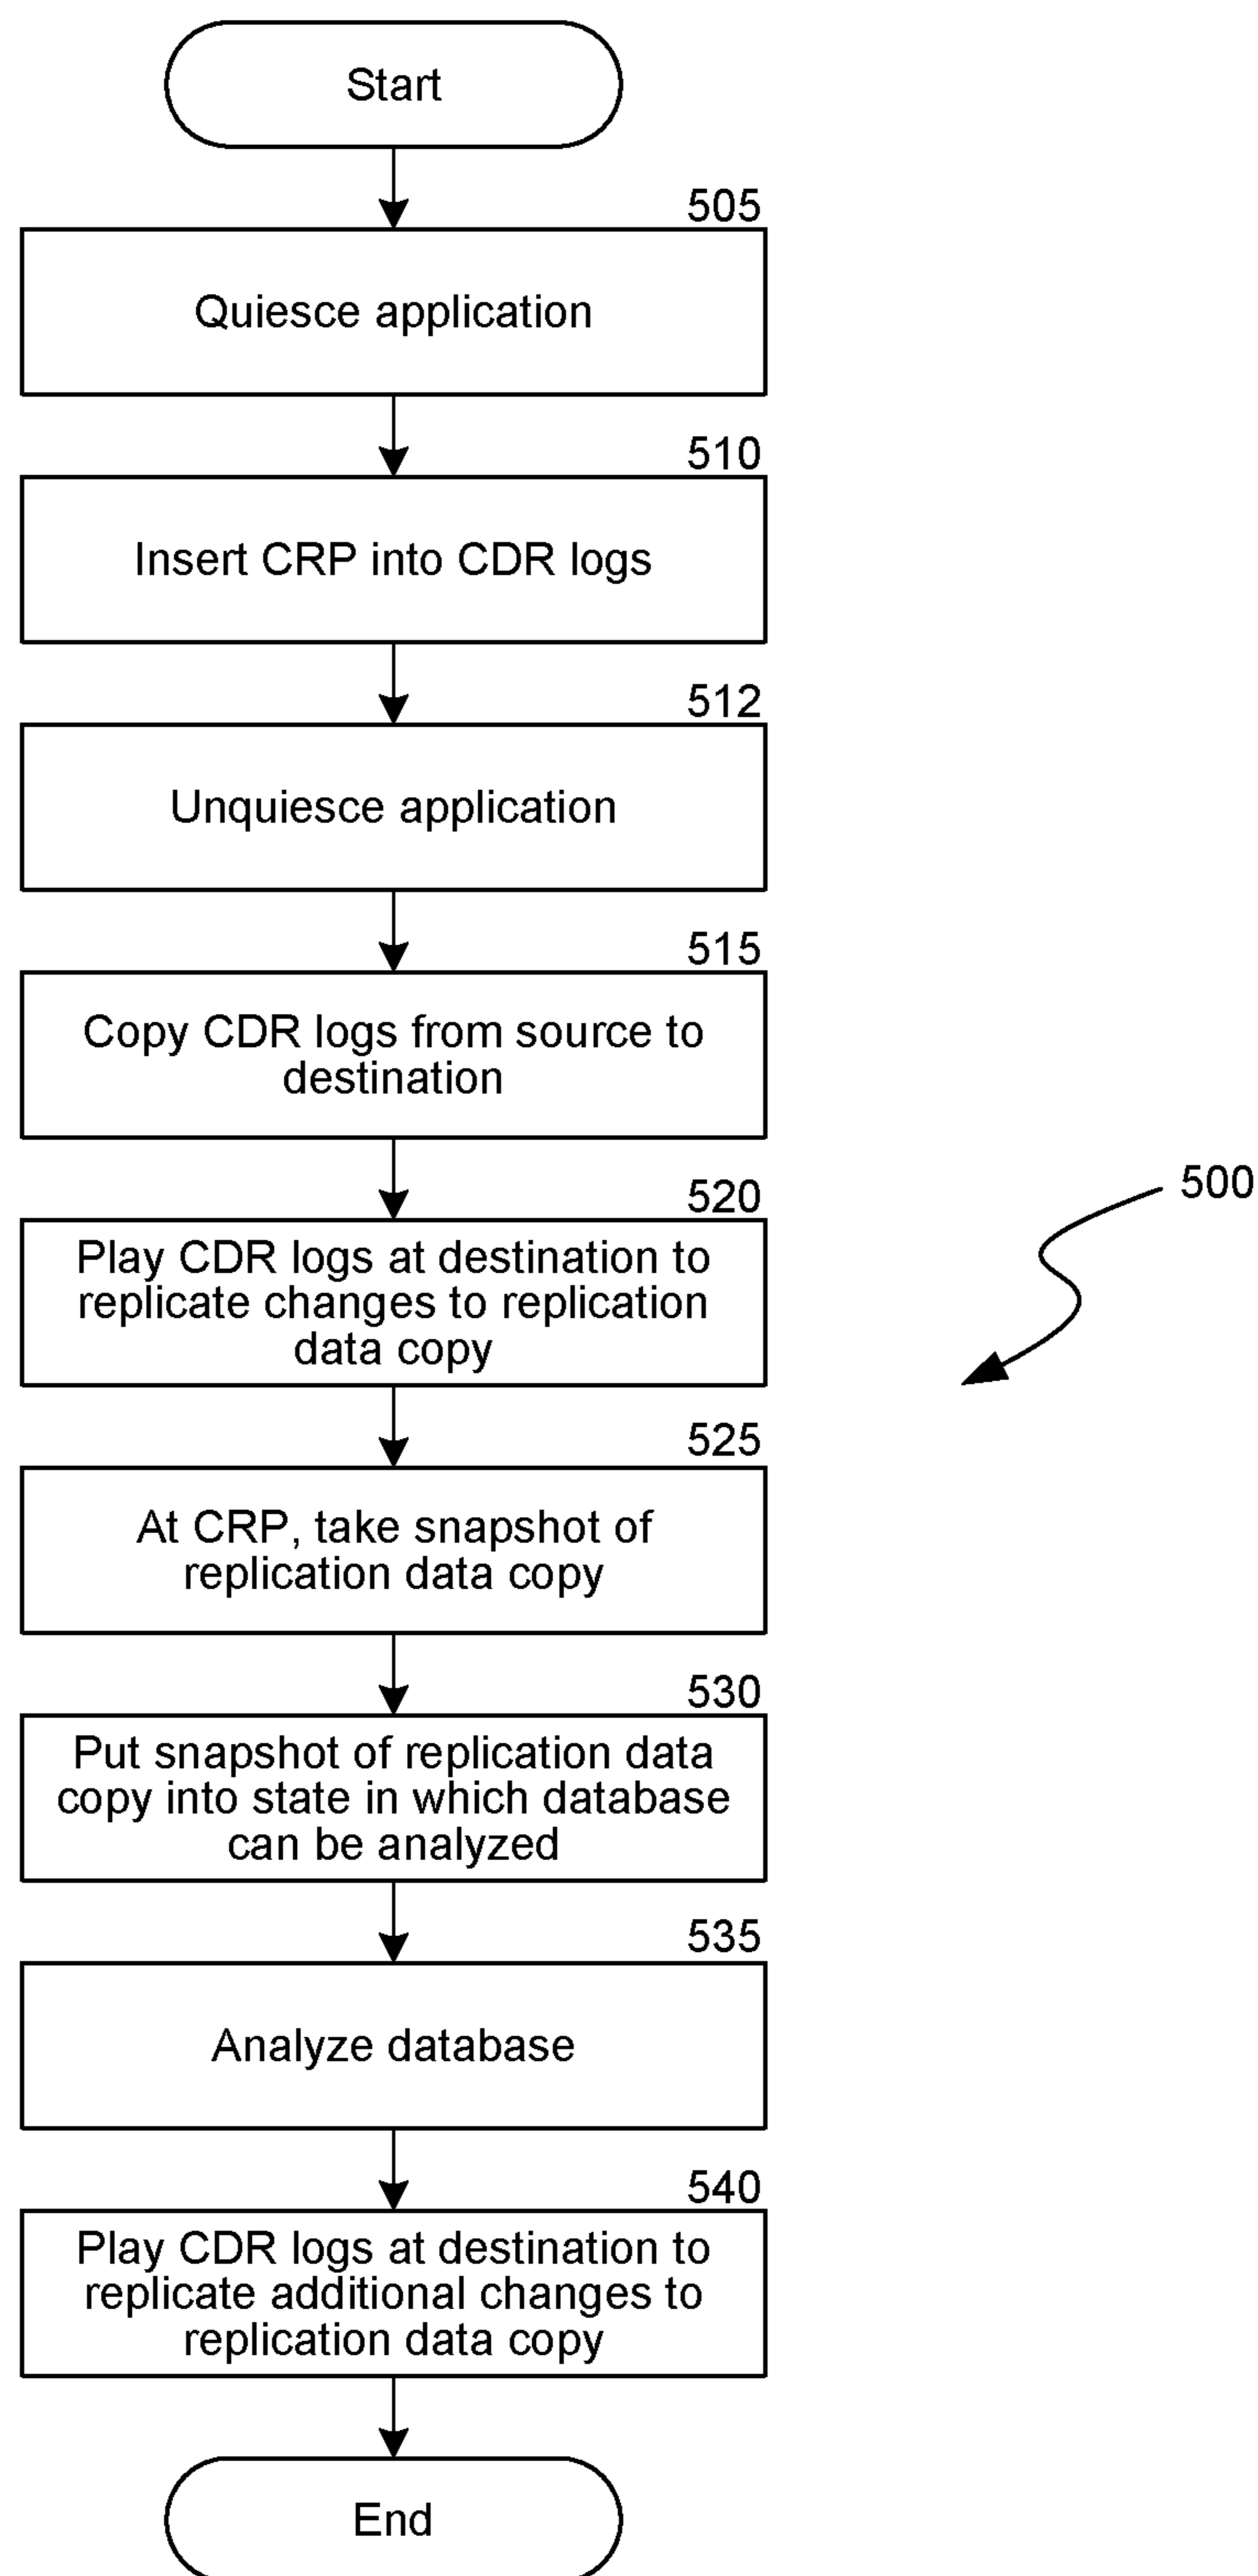 Start
505
Quiesce application
510
Insert CRP into CDR logs
512
Unquiesce application
515
Copy CDR logs from source to
destination
520
Play CDR logs at destination to
replicate changes to replication
data copy
500
525
At CRP, take snapshot of
replication data copy
530
Put snapshot of replication data
copy into state in which database
can be analyzed
535
Analyze database
540
Play CDR logs at destination to
replicate additional changes to
replication data copy
End